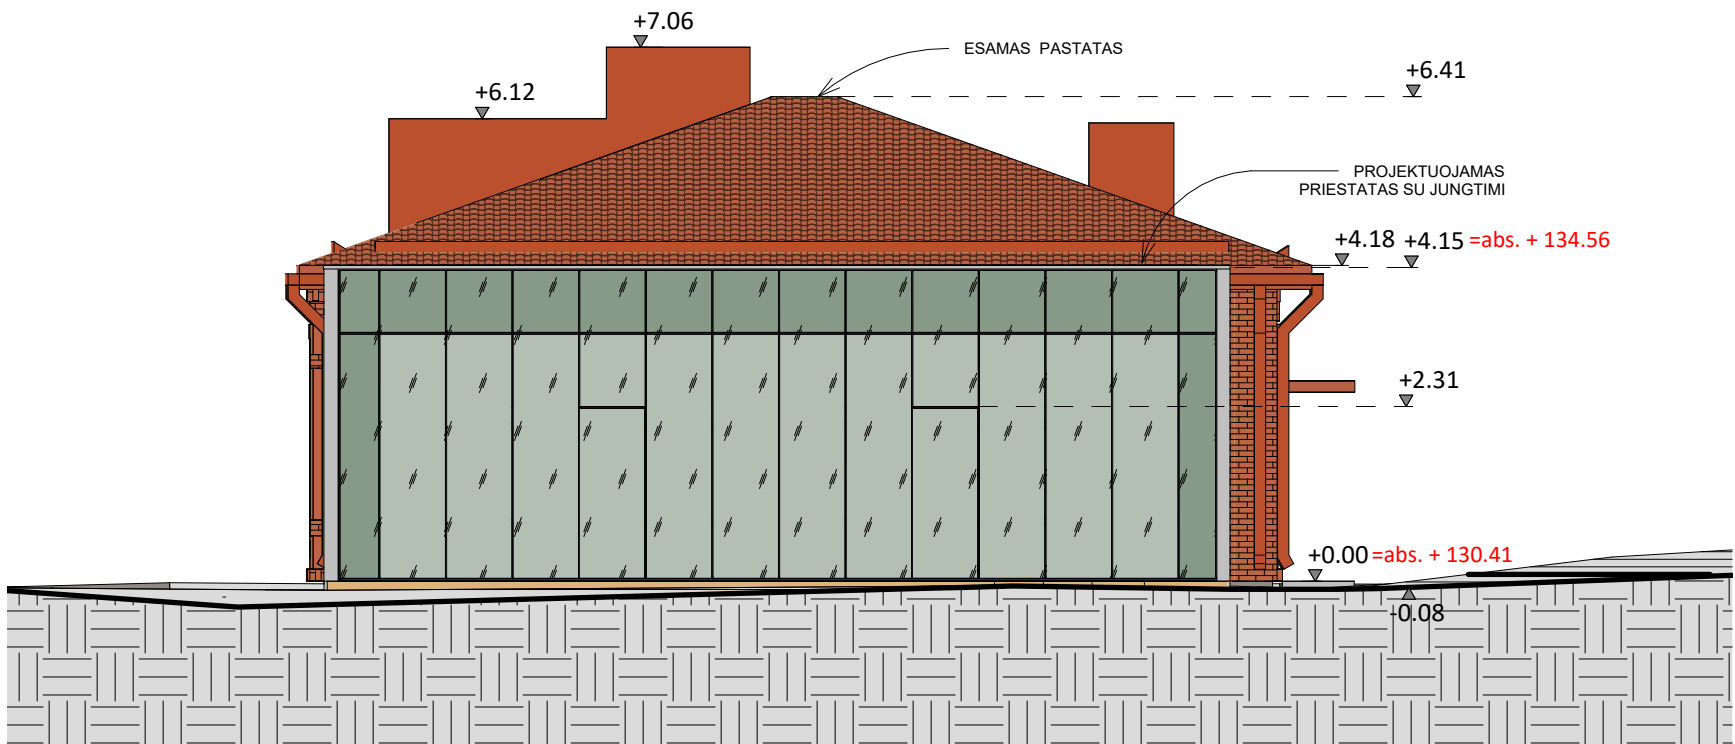 +7.06
ESAMAS PASTATAS
+6.41
+6.12
PROJEKTUOJAMAS
PRIESTATAS SU JUNGTIMI
+4.18 +4.15 =abs. + 134.56
+2.31
+0.00 =abs. + 130.41
-0.08